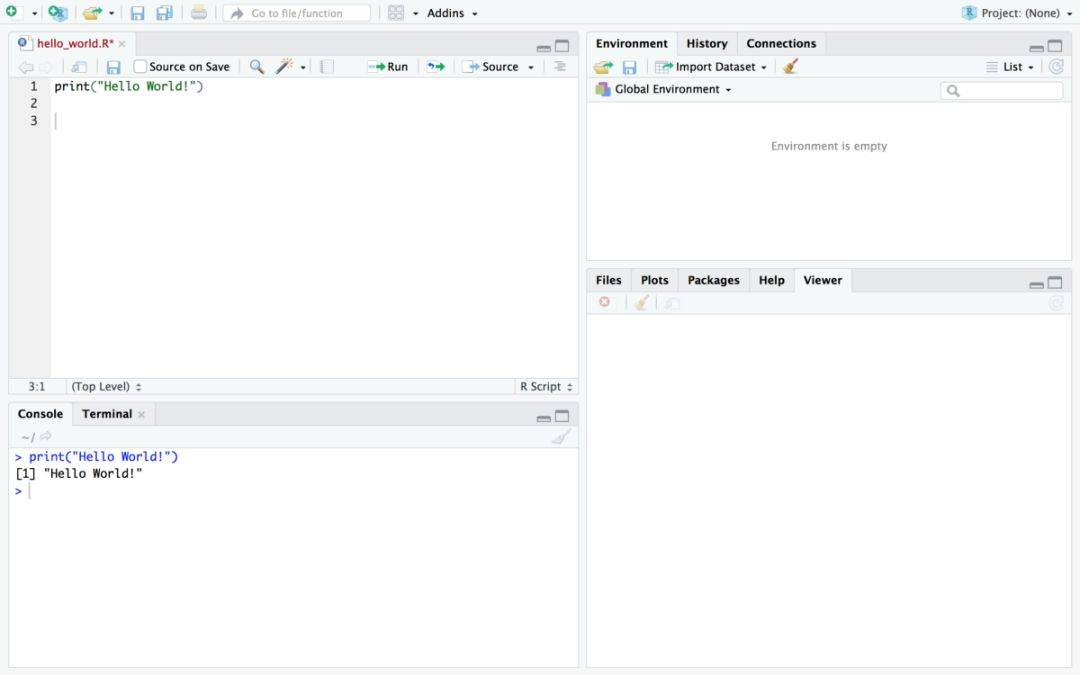 Go to file/function Addins Project: (None)
hello_world.R*
Source on Save Run Source
1 print("Hello World!")
2
3
3:1 (Top Level) R Script
Console Terminal
~/
> print("Hello World!")
[1] "Hello World!"
>
Environment History Connections
Import Dataset List
Global Environment
Environment is empty
Files Plots Packages Help Viewer